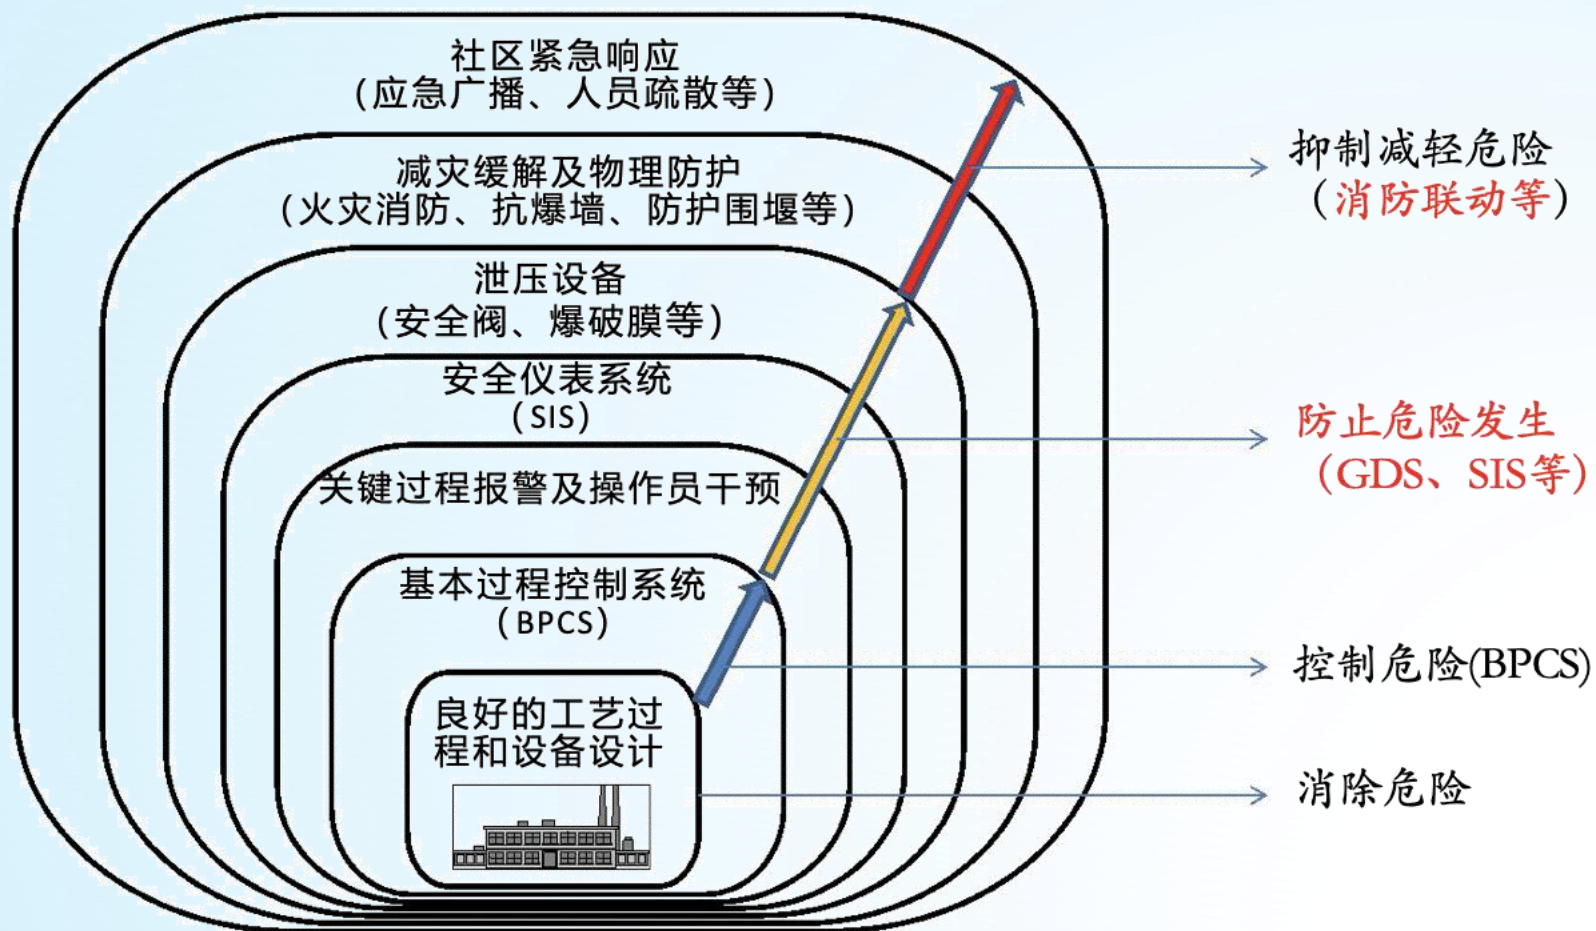 社区紧急响应
（应急广播、人员疏散等）
减灾缓解及物理防护
（火灾消防、抗爆墙、防护围堰等）
泄压设备
（安全阀、爆破膜等）
安全仪表系统
（SIS）
关键过程报警及操作员干预
基本过程控制系统
（BPCS）
良好的工艺过
程和设备设计
抑制减轻危险
（消防联动等）
防止危险发生
（GDS、SIS等）
控制危险(BPCS)
消除危险